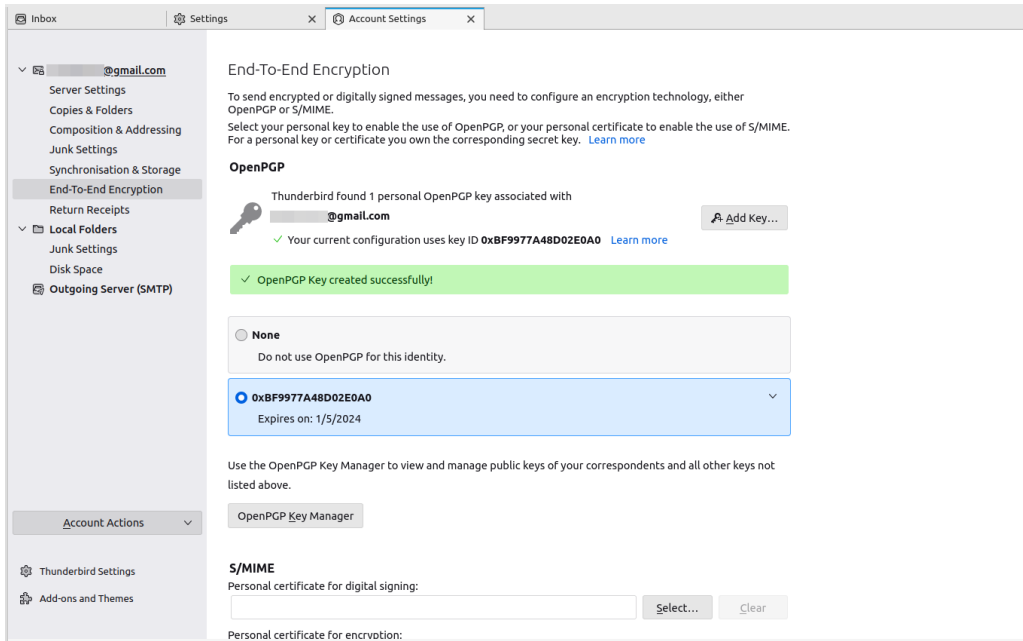 Inbox
Settings
Account Settings
@gmail.com
Server Settings
Copies & Folders
Composition & Addressing
Junk Settings
Synchronisation & Storage
End-To-End Encryption
Return Receipts
Local Folders
Junk Settings
Disk Space
Outgoing Server (SMTP)
Account Actions
Thunderbird Settings
Add-ons and Themes
End-To-End Encryption
To send encrypted or digitally signed messages, you need to configure an encryption technology, either
OpenPGP or S/MIME.
Select your personal key to enable the use of OpenPGP, or your personal certificate to enable the use of S/MIME.
For a personal key or certificate you own the corresponding secret key. Learn more
OpenPGP
Thunderbird found 1 personal OpenPGP key associated with
@gmail.com
Add Key...
Your current configuration uses key ID 0xBF9977A48D02E0A0 Learn more
OpenPGP Key created successfully!
None
Do not use OpenPGP for this identity.
0xBF9977A48D02E0A0
Expires on: 1/5/2024
Use the OpenPGP Key Manager to view and manage public keys of your correspondents and all other keys not
listed above.
OpenPGP Key Manager
S/MIME
Personal certificate for digital signing:
Select... Clear
Personal certificate for encryption: